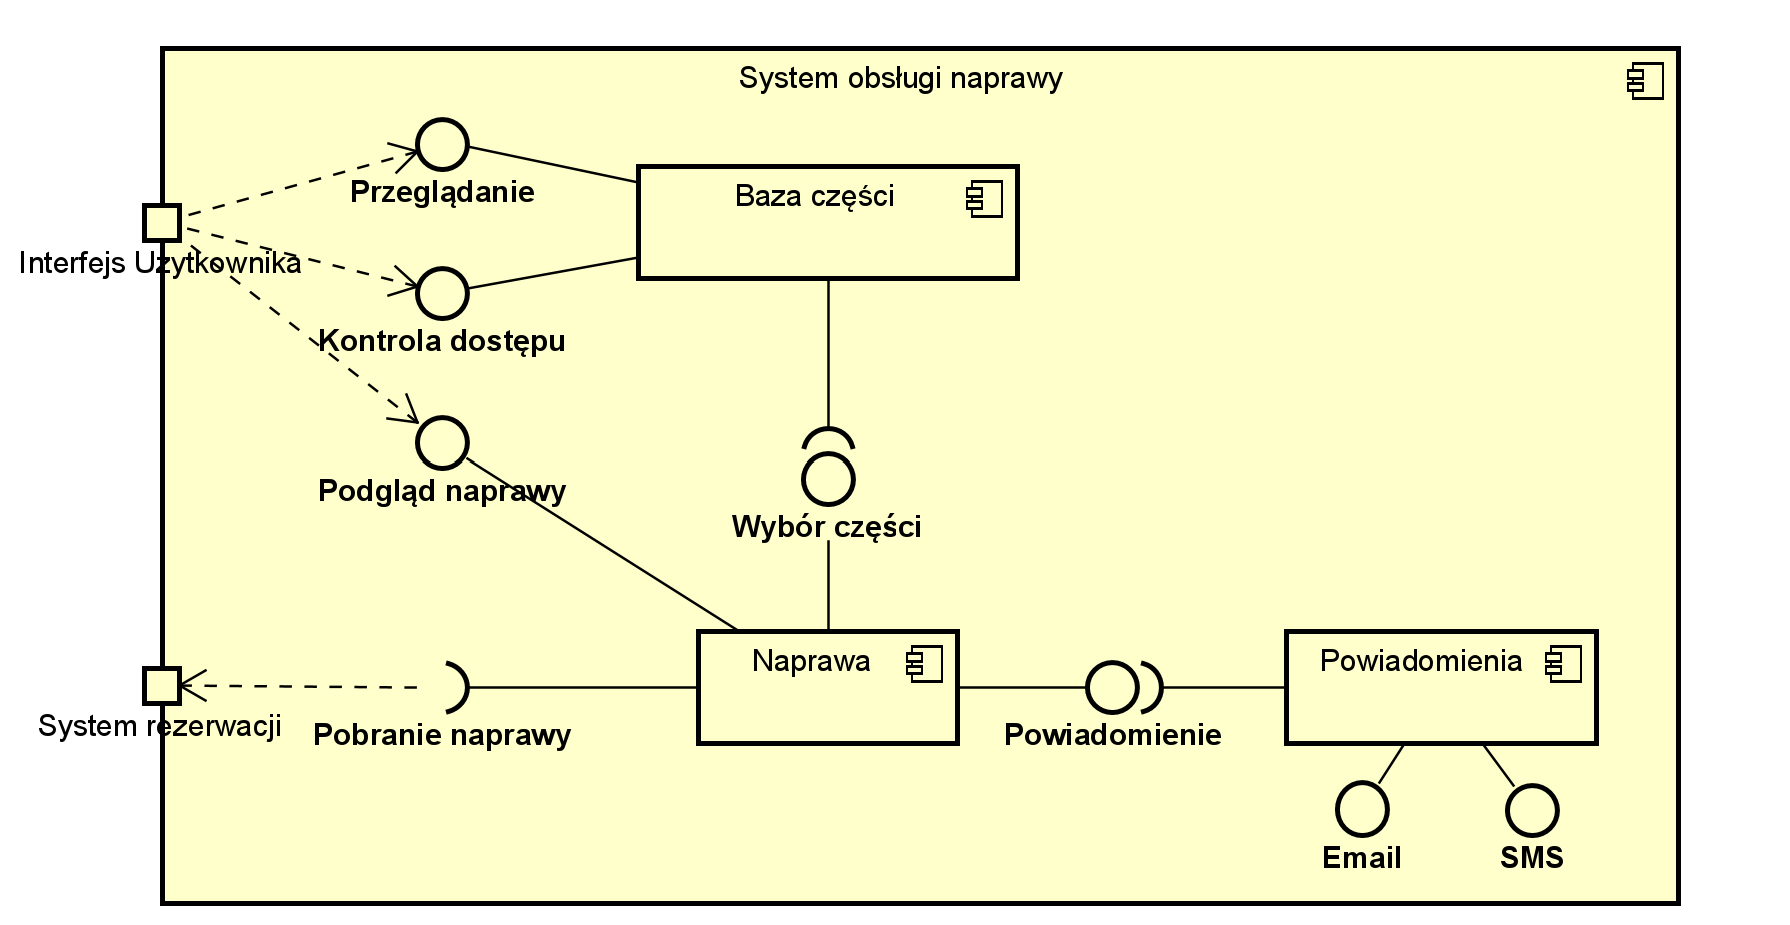 System obsługi naprawy
Przeglądanie
Baza części
Interfejs Użytkownika
Kontrola dostępu
Podgląd naprawy
Wybór części
Naprawa
Powiadomienia
System rezerwacji
Pobranie naprawy
Powiadomienie
Email
SMS